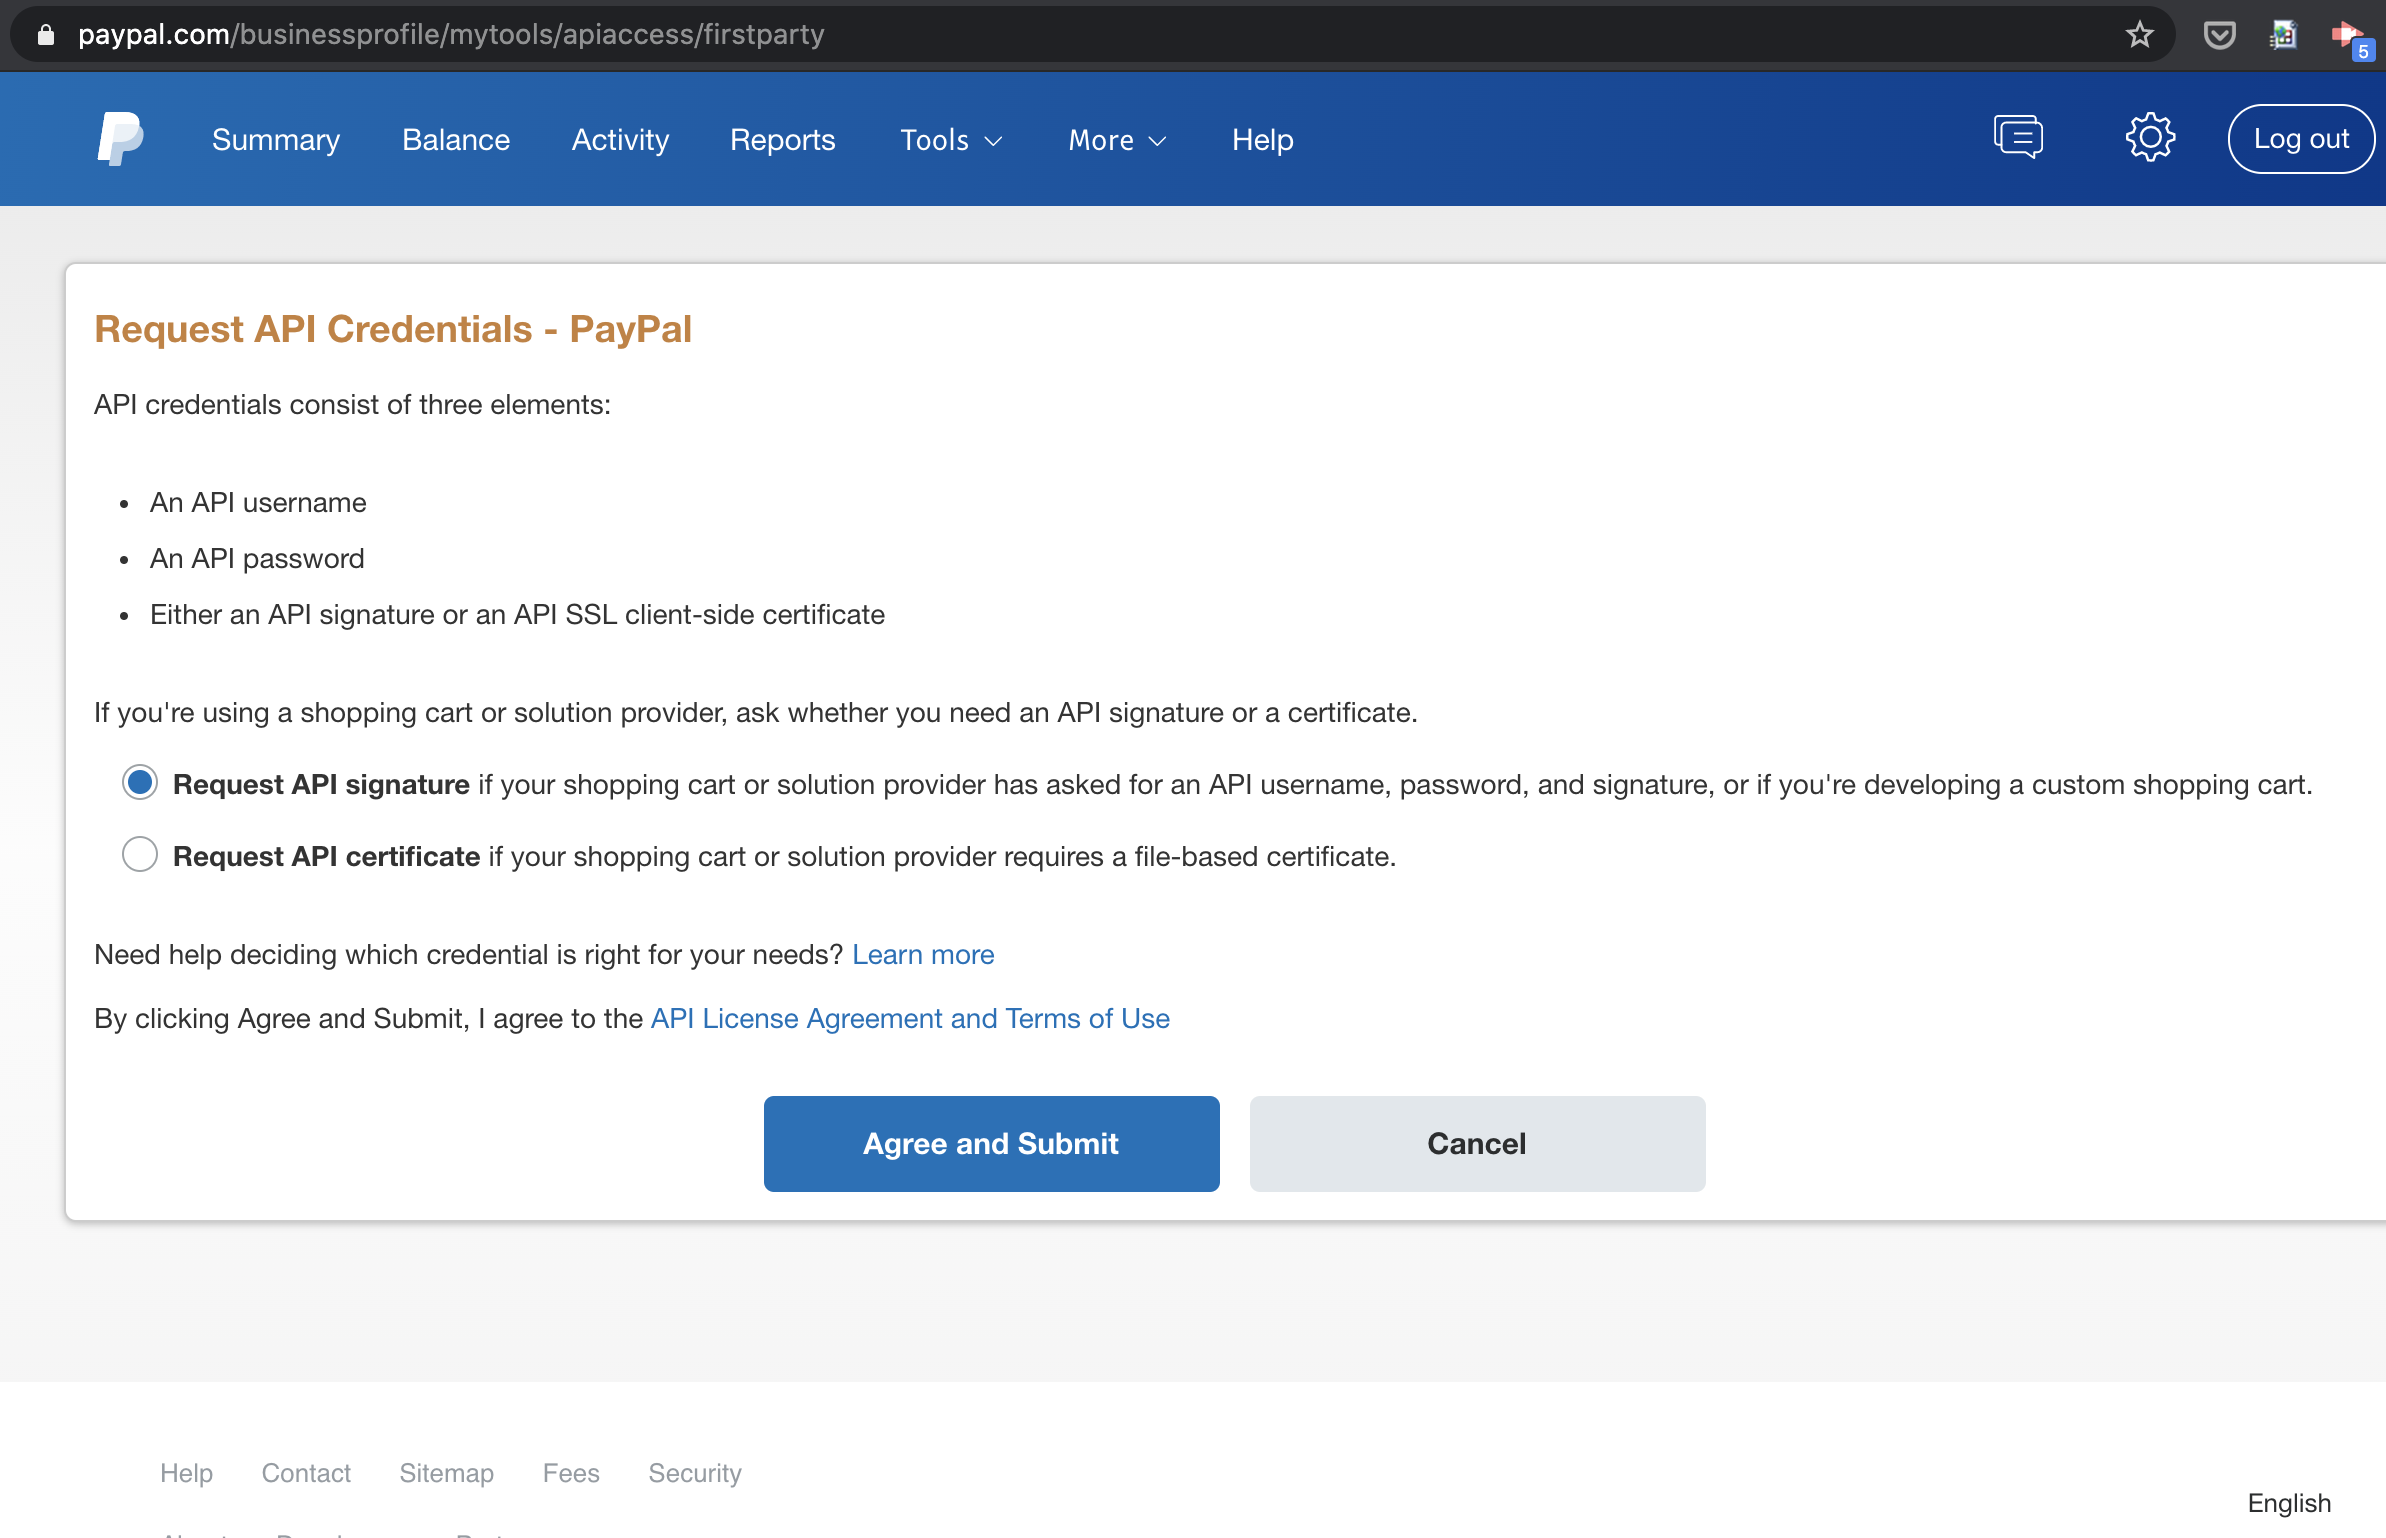 paypal.com/businessprofile/mytools/apiaccess/firstparty
5
Summary Balance Activity Reports Tools More Help Log out
Request API Credentials - PayPal
API credentials consist of three elements:
• An API username
• An API password
• Either an API signature or an API SSL client-side certificate
If you're using a shopping cart or solution provider, ask whether you need an API signature or a certificate.
Request API signature if your shopping cart or solution provider has asked for an API username, password, and signature, or if you're developing a custom shopping cart.
Request API certificate if your shopping cart or solution provider requires a file-based certificate.
Need help deciding which credential is right for your needs? Learn more
By clicking Agree and Submit, I agree to the API License Agreement and Terms of Use
Agree and Submit Cancel
Help Contact Sitemap Fees Security
English